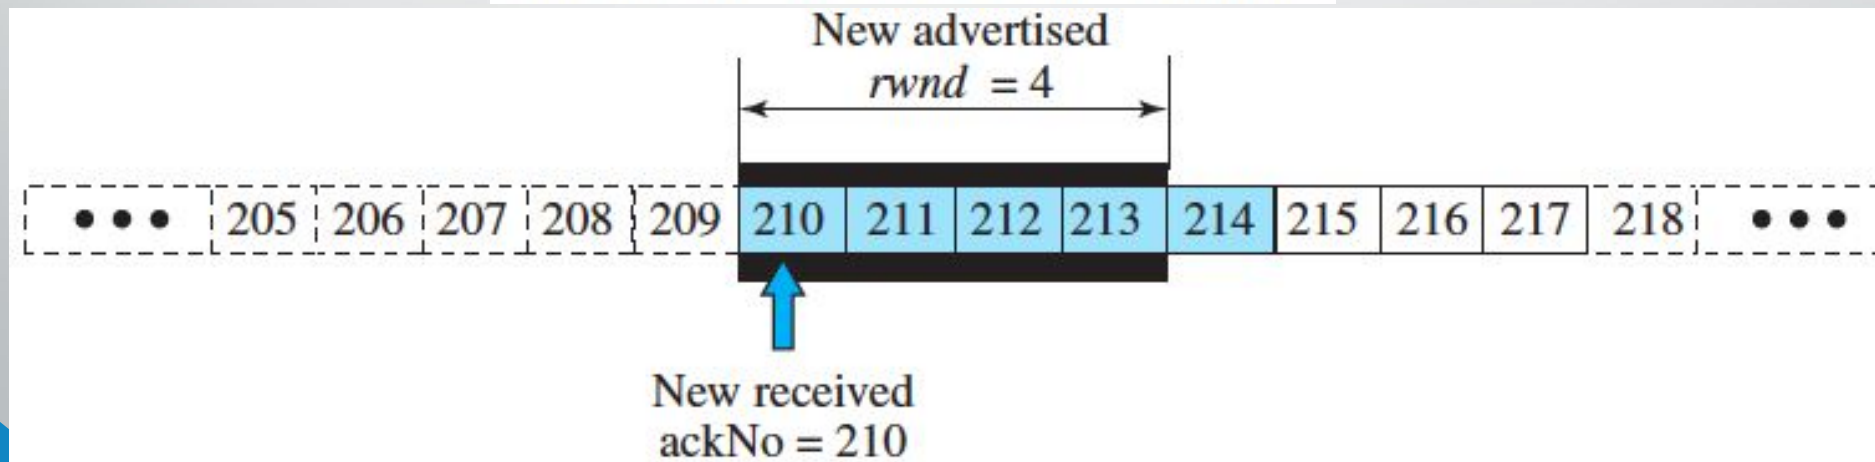 New advertised
rwnd = 4
••• 205 206 207 208 209 210 211 212 213 214 215 216 217 218 •••
New received
ackNo = 210